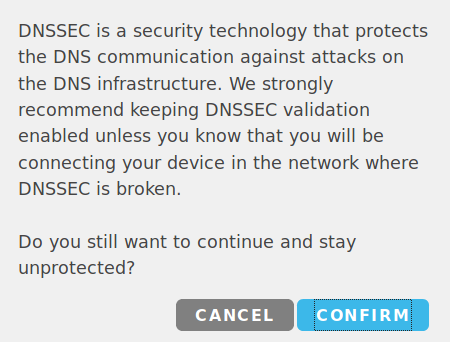 DNSSEC is a security technology that protects
the DNS communication against attacks on
the DNS infrastructure. We strongly
recommend keeping DNSSEC validation
enabled unless you know that you will be
connecting your device in the network where
DNSSEC is broken.
Do you still want to continue and stay
unprotected?
CANCEL CONFIRM